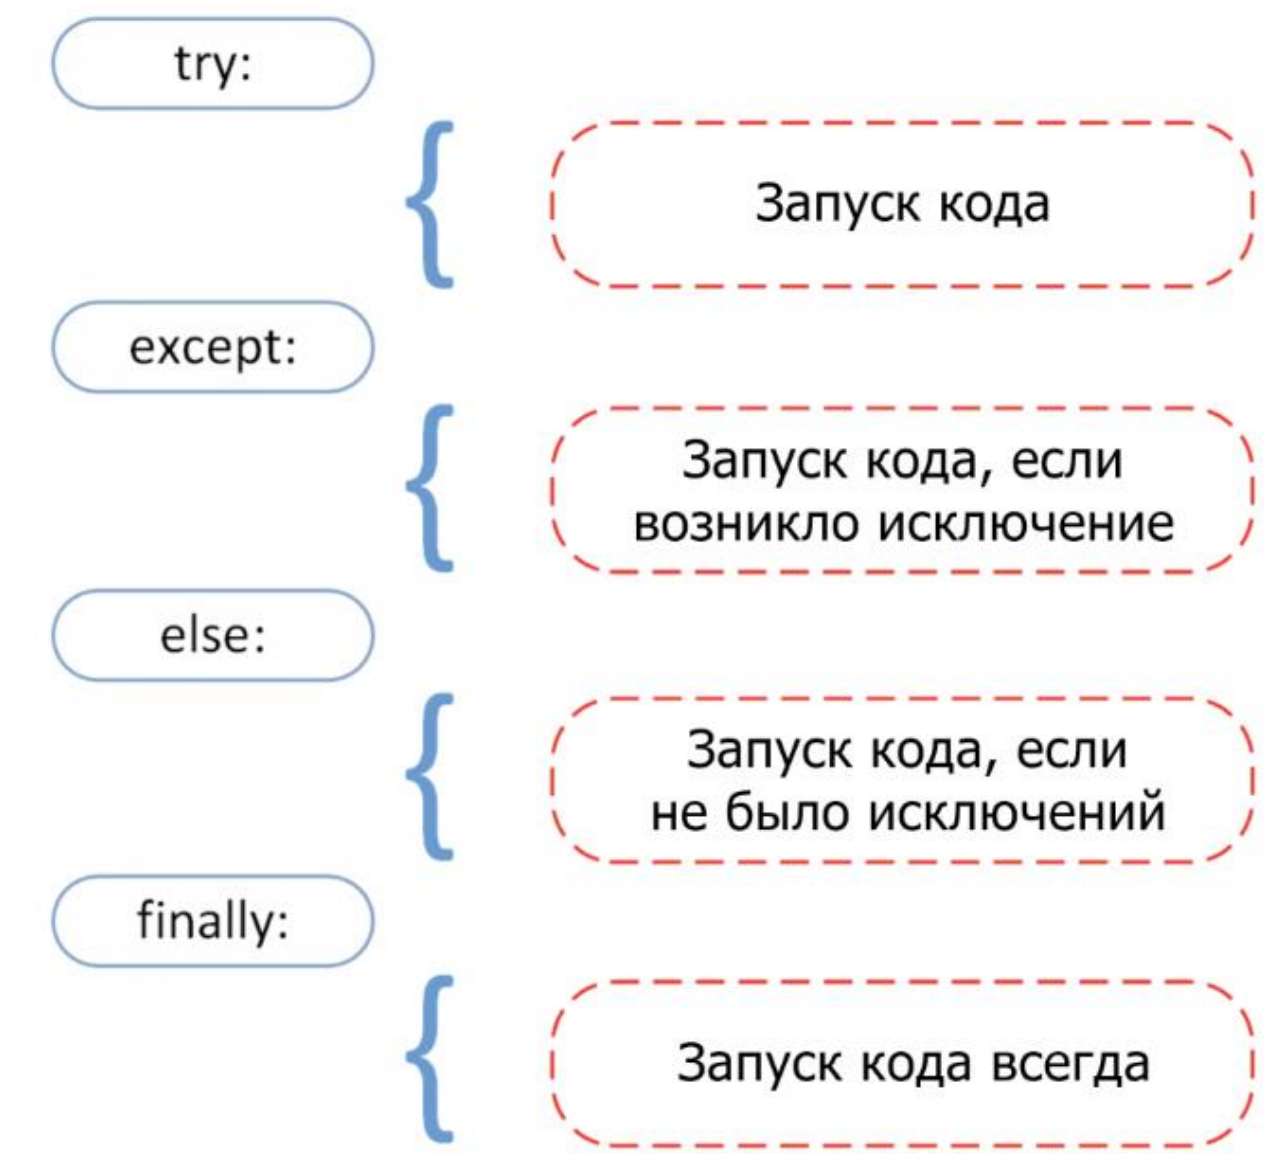 try:
Запуск кода
except:
Запуск кода, если
возникло исключение
else:
Запуск кода, если
не было исключений
finally:
Запуск кода всегда